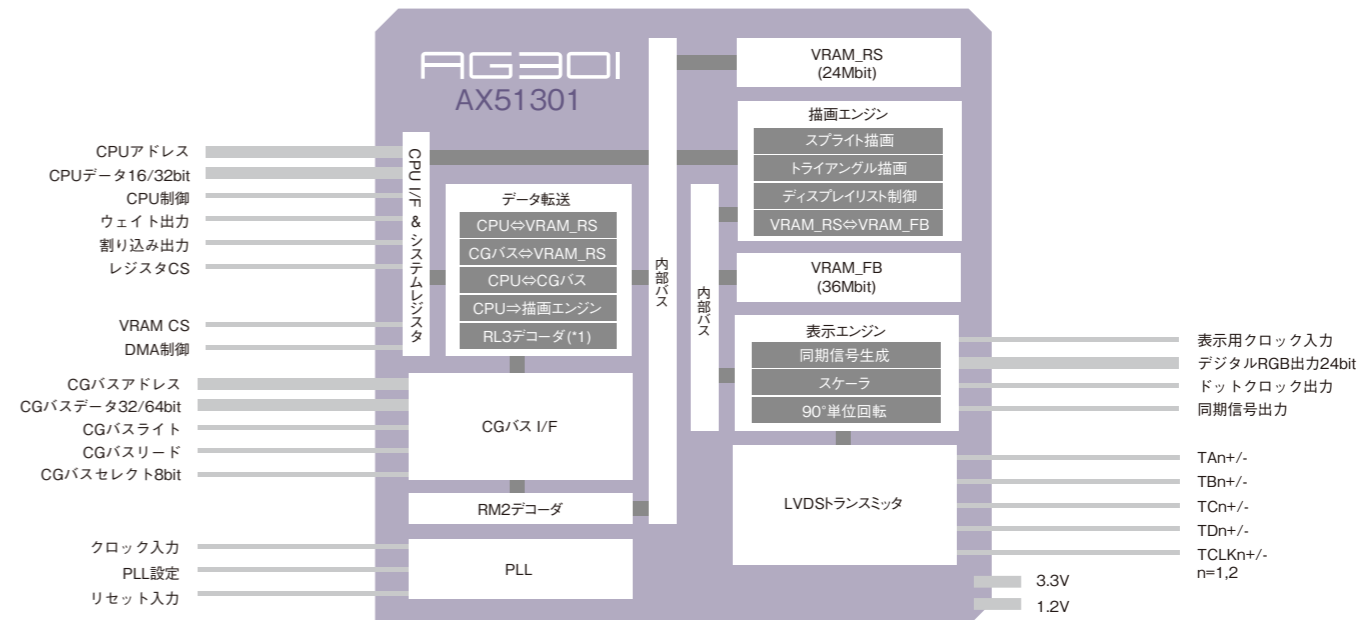 AG301
AX51301
CPUアドレス
CPUデータ16/32bit
CPU制御
ウェイト出力
割り込み出力
レジスタCS
VRAM CS
DMA制御
CGバスアドレス
CGバスデータ32/64bit
CGバスライト
CGバスリード
CGバスセレクト8bit
クロック入力
PLL設定
リセット入力
CPU I/F & システムレジスタ
データ転送
CPU⇔VRAM_RS
CGバス⇔VRAM_RS
CPU⇔CGバス
CPU⇒描画エンジン
RL3デコーダ(*1)
CGバス I/F
RM2デコーダ
PLL
内部バス
内部バス
VRAM_RS
(24Mbit)
描画エンジン
スプライト描画
トライアングル描画
ディスプレイリスト制御
VRAM_RS⇔VRAM_FB
VRAM_FB
(36Mbit)
表示エンジン
同期信号生成
スケーラ
90°単位回転
LVDSトランスミッタ
表示用クロック入力
デジタルRGB出力24bit
ドットクロック出力
同期信号出力
TAn+/-
TBn+/-
TCn+/-
TDn+/-
TCLKn+/-
n=1,2
3.3V
1.2V